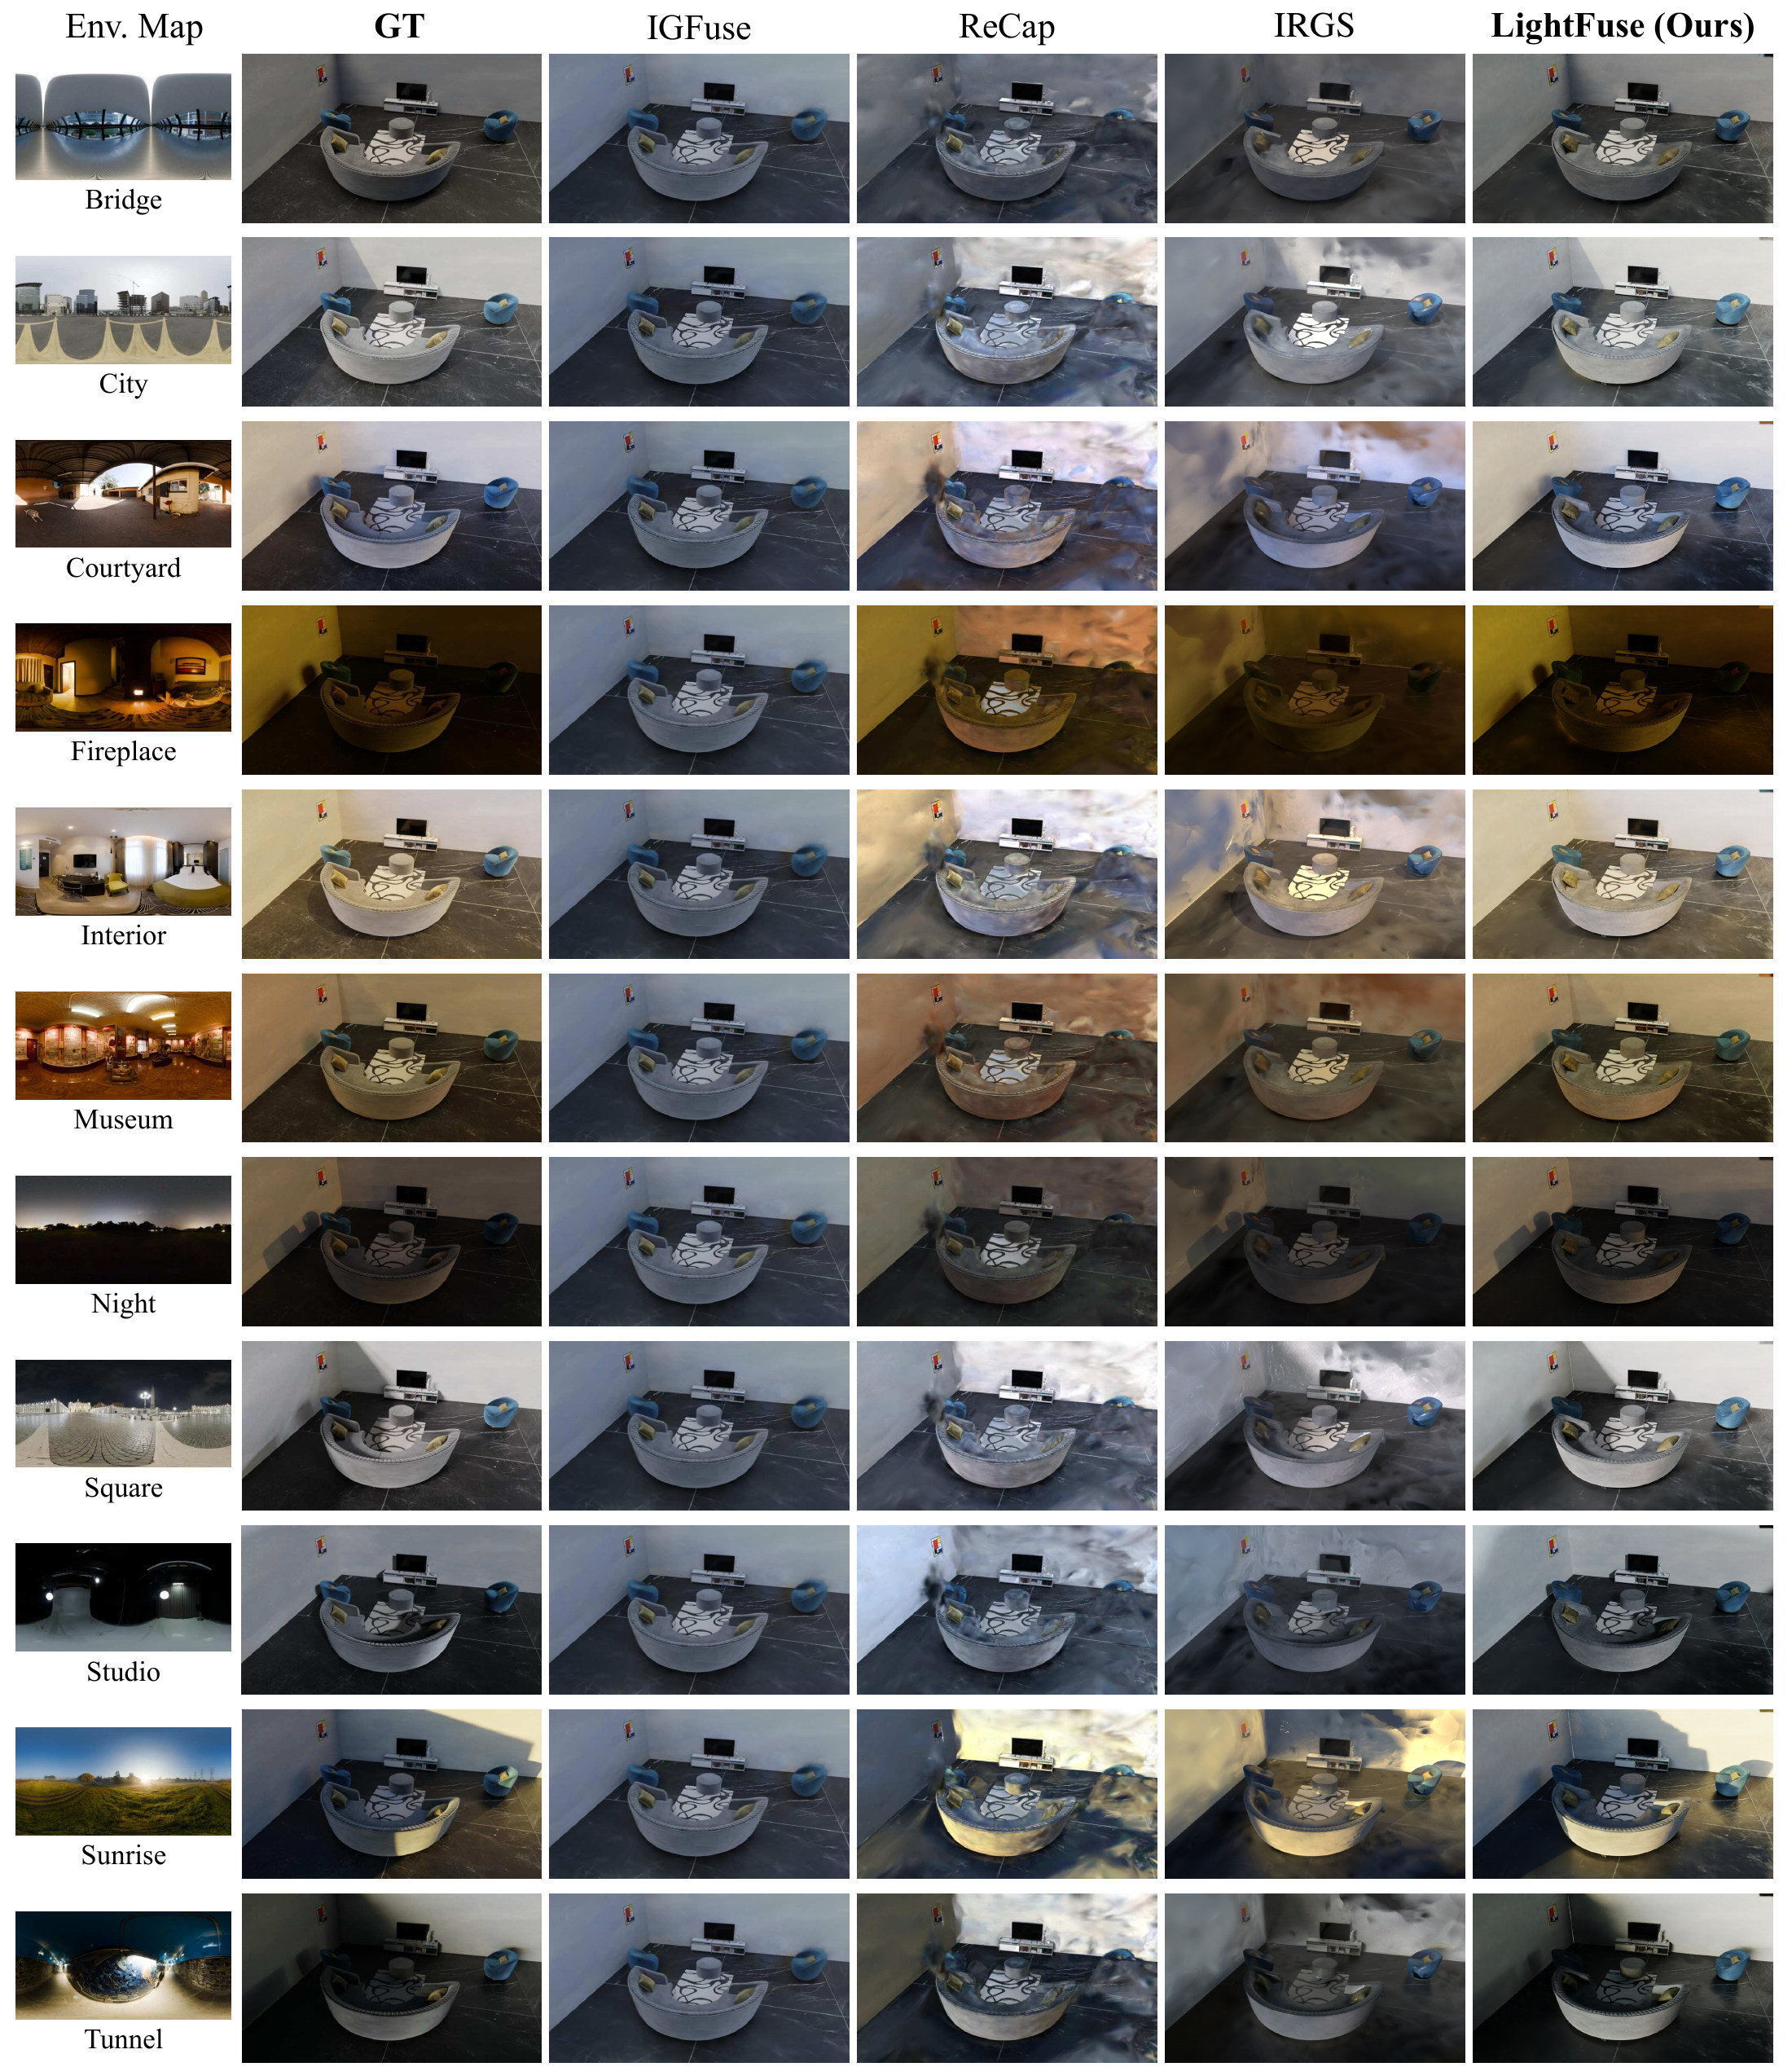 Env. Map GT IGFuse ReCap IRGS LightFuse (Ours)
Bridge
City
Courtyard
Fireplace
Interior
Museum
Night
Square
Studio
Sunrise
Tunnel